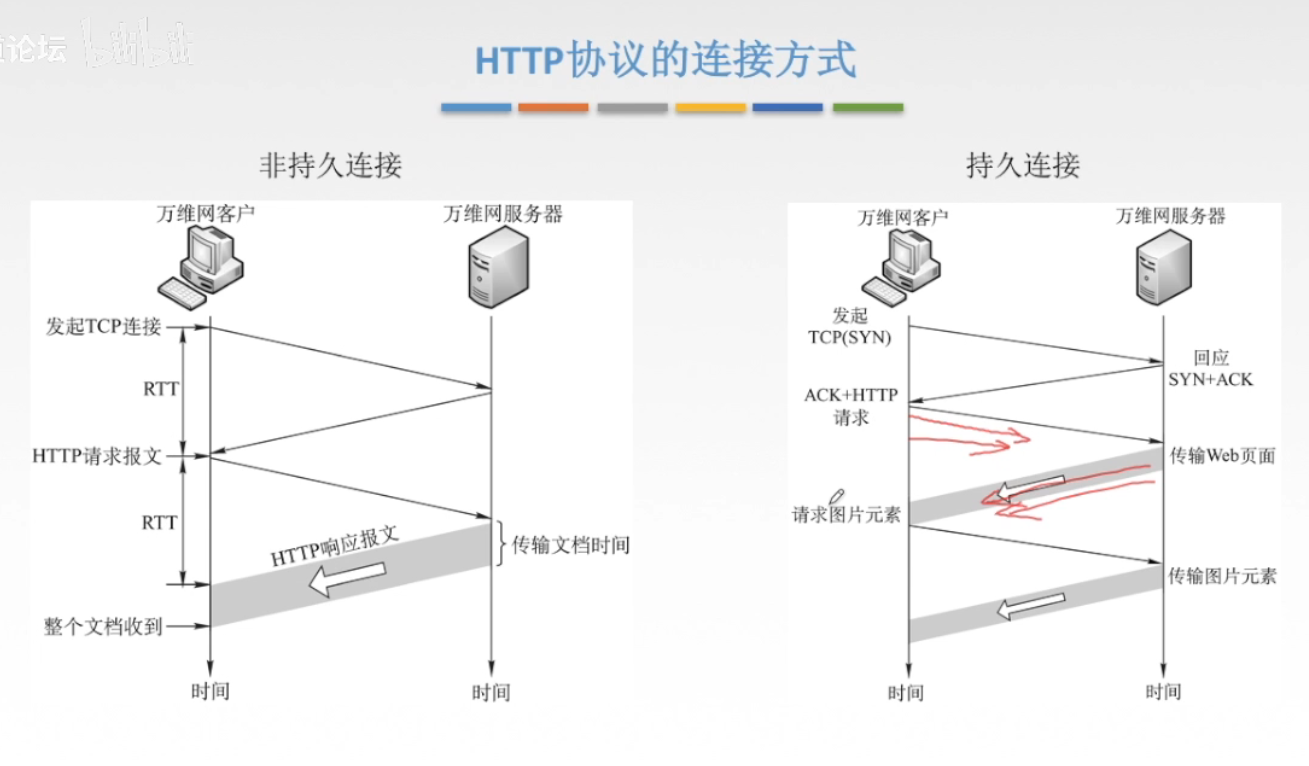 论坛 bilibili
HTTP协议的连接方式
非持久连接
万维网客户
万维网服务器
发起TCP连接
RTT
HTTP请求报文
RTT
HTTP响应报文
传输文档时间
整个文档收到
时间
时间
持久连接
万维网客户
万维网服务器
发起
TCP(SYN)
回应
SYN+ACK
ACK+HTTP
请求
传输Web页面
请求图片元素
传输图片元素
时间
时间